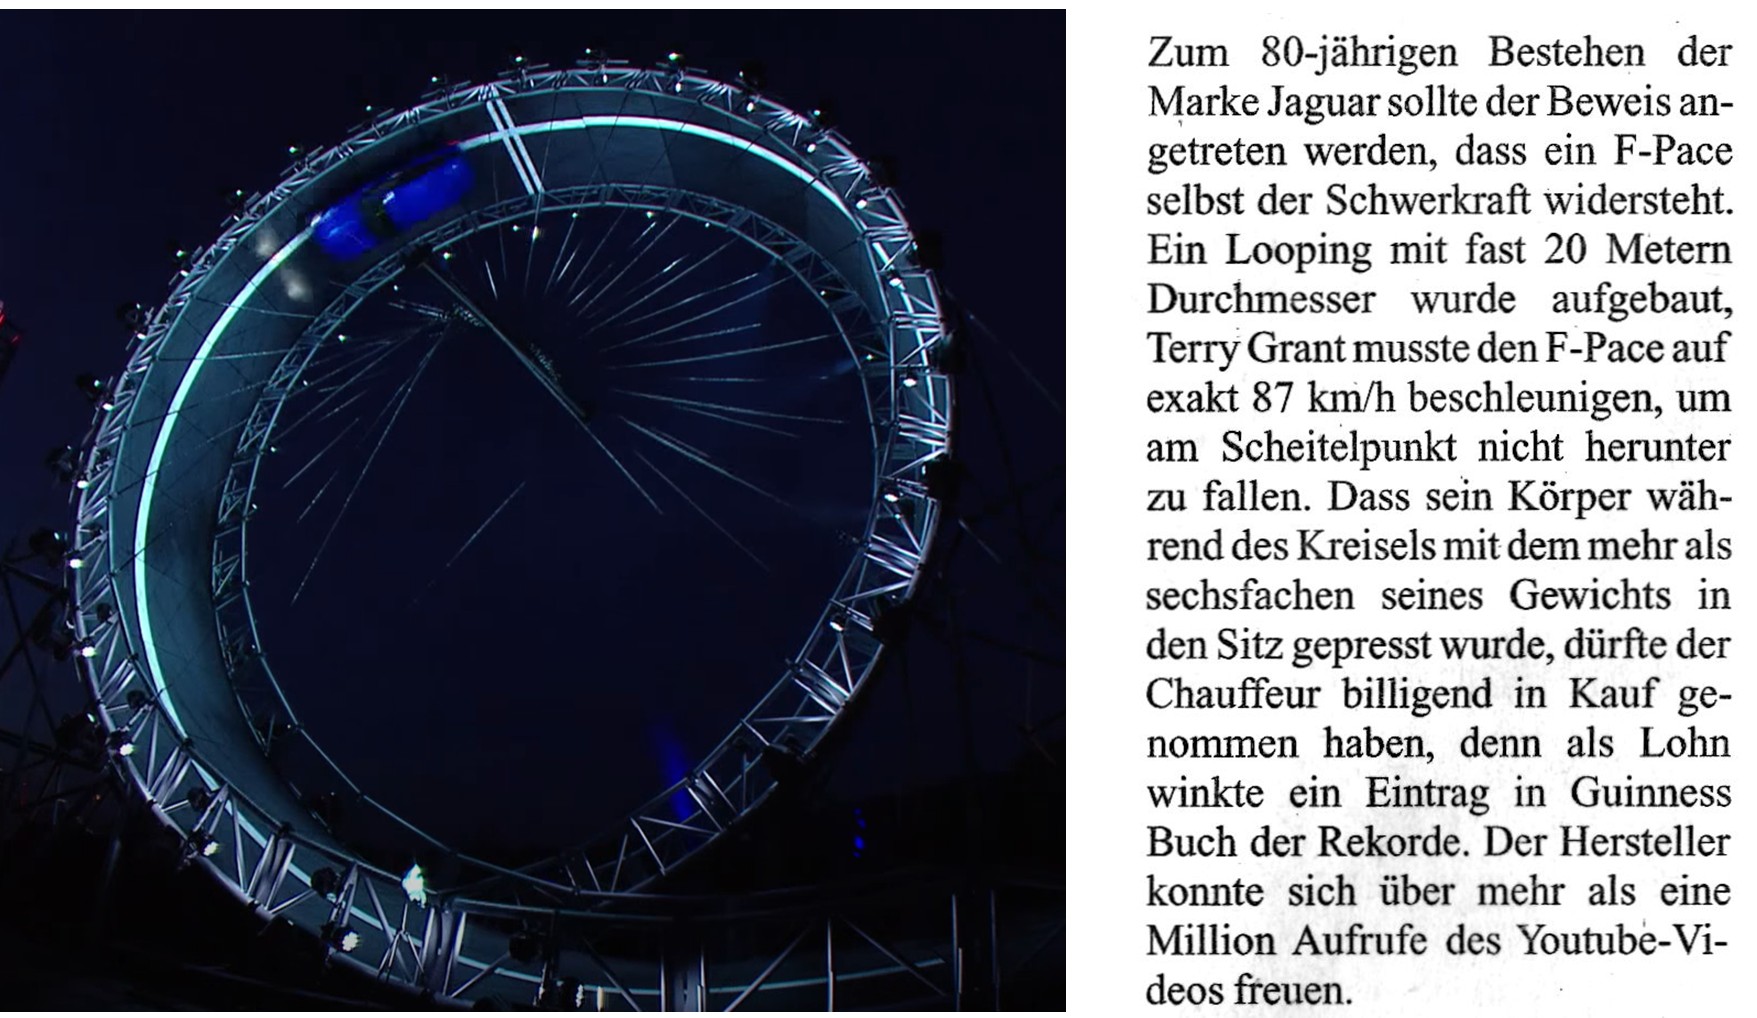 Zum 80-jährigen Bestehen der
Marke Jaguar sollte der Beweis an-
getreten werden, dass ein F-Pace
selbst der Schwerkraft widersteht.
Ein Looping mit fast 20 Metern
Durchmesser wurde aufgebaut,
Terry Grant musste den F-Pace auf
exakt 87 km/h beschleunigen, um
am Scheitelpunkt nicht herunter
zu fallen. Dass sein Körper wäh-
rend des Kreisels mit dem mehr als
sechsfachen seines Gewichts in
den Sitz gepresst wurde, dürfte der
Chauffeur billigend in Kauf ge-
nommen haben, denn als Lohn
winkte ein Eintrag in Guinness
Buch der Rekorde. Der Hersteller
konnte sich über mehr als eine
Million Aufrufe des Youtube-Vi-
deos freuen.